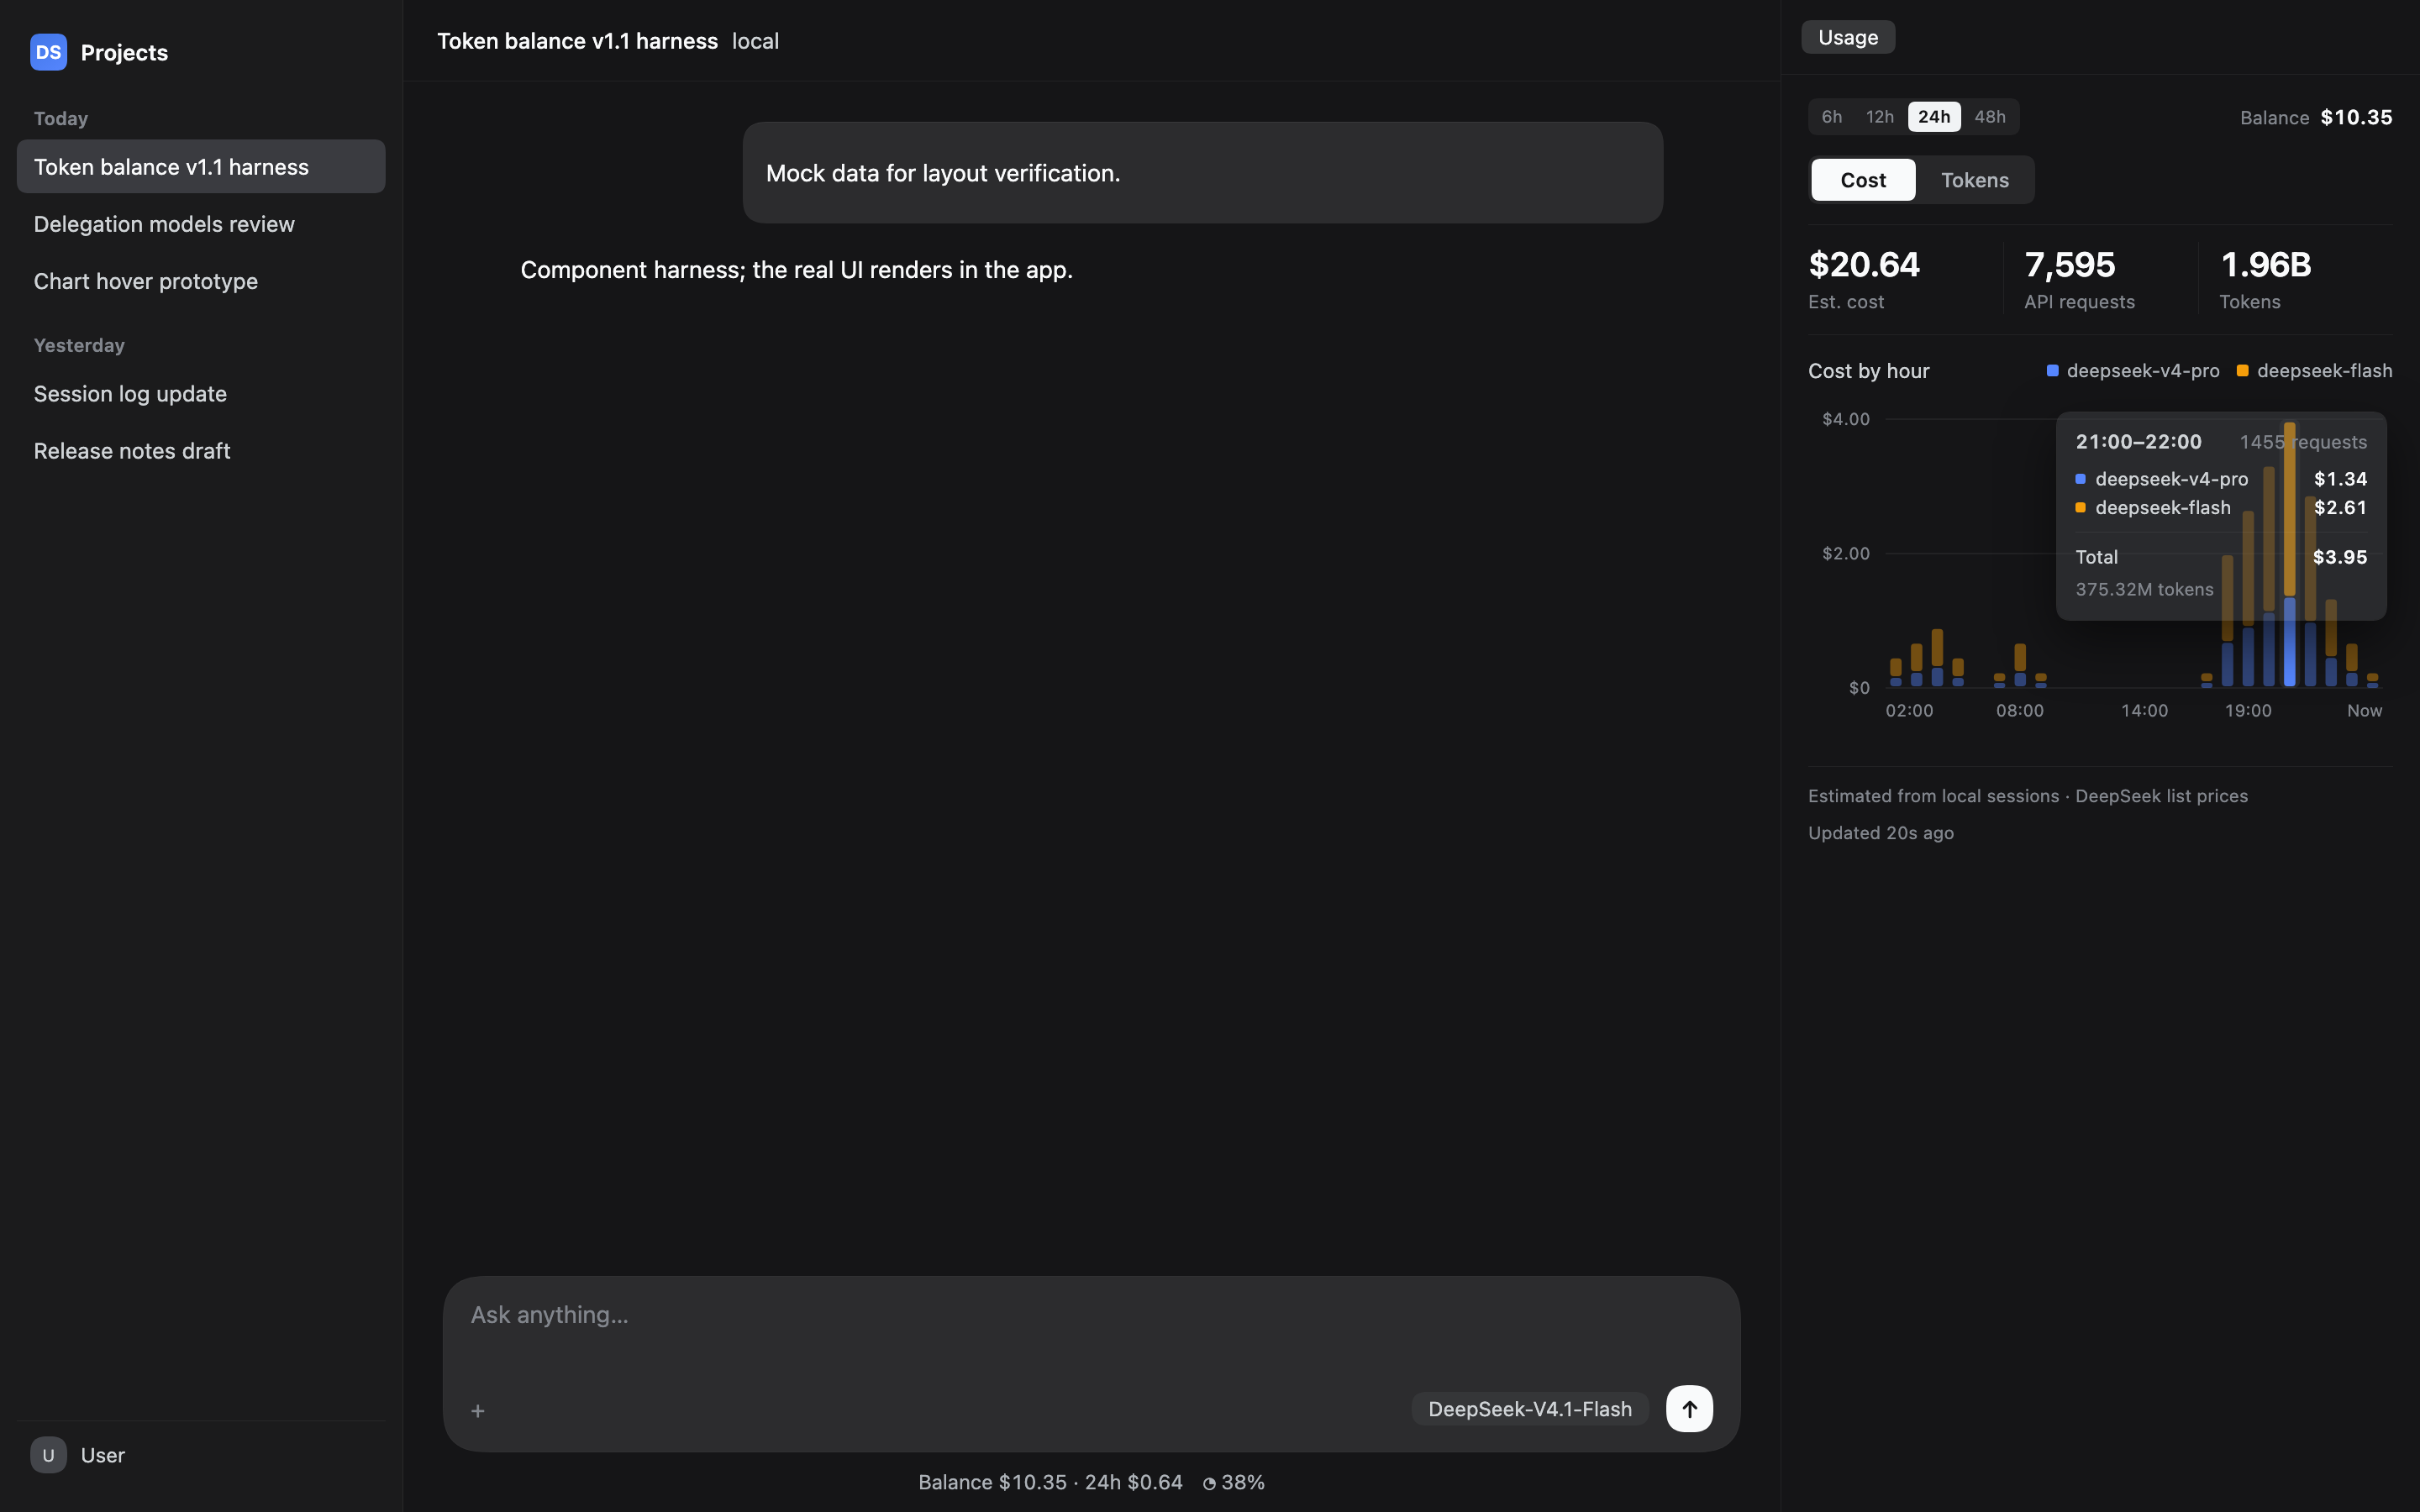 DS Projects
Today
Token balance v1.1 harness
Delegation models review
Chart hover prototype
Yesterday
Session log update
Release notes draft
U User
Token balance v1.1 harness local
Mock data for layout verification.
Component harness; the real UI renders in the app.
Ask anything...
+
DeepSeek-V4.1-Flash
Balance $10.35 · 24h $0.64 38%
Usage
6h 12h 24h 48h Balance $10.35
Cost Tokens
$20.64 7,595 1.96B
Est. cost API requests Tokens
Cost by hour deepseek-v4-pro deepseek-flash
$4.00
21:00–22:00 1455 requests
deepseek-v4-pro $1.34
deepseek-flash $2.61
$2.00
Total $3.95
375.32M tokens
$0
02:00 08:00 14:00 19:00 Now
Estimated from local sessions · DeepSeek list prices
Updated 20s ago